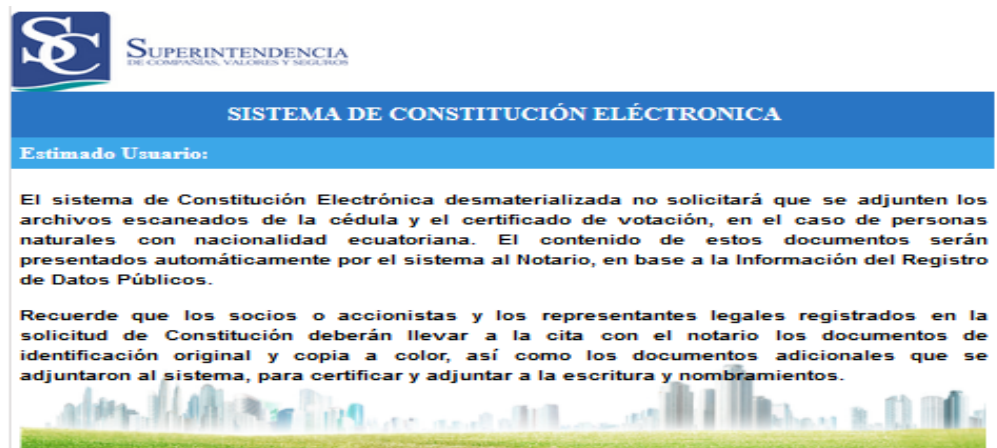 SC
SUPERINTENDENCIA
DE COMPAÑÍAS, VALORES Y SEGUROS
SISTEMA DE CONSTITUCIÓN ELÉCTRONICA
Estimado Usuario:
El sistema de Constitución Electrónica desmaterializada no solicitará que se adjunten los
archivos escaneados de la cédula y el certificado de votación, en el caso de personas
naturales con nacionalidad ecuatoriana. El contenido de estos documentos serán
presentados automáticamente por el sistema al Notario, en base a la Información del Registro
de Datos Públicos.
Recuerde que los socios o accionistas y los representantes legales registrados en la
solicitud de Constitución deberán llevar a la cita con el notario los documentos de
identificación original y copia a color, así como los documentos adicionales que se
adjuntaron al sistema, para certificar y adjuntar a la escritura y nombramientos.